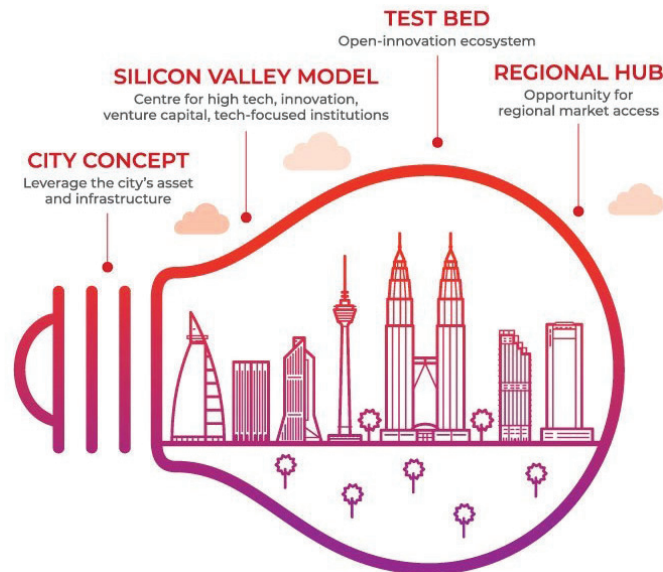 TEST BED
Open-innovation ecosystem
SILICON VALLEY MODEL
Centre for high tech, innovation,
venture capital, tech-focused institutions
REGIONAL HUB
Opportunity for
regional market access
CITY CONCEPT
Leverage the city's asset
and infrastructure